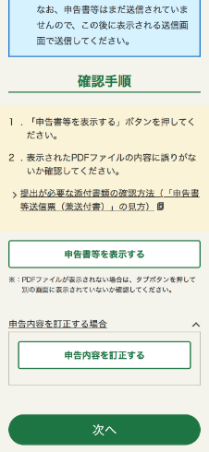 なお、申告書等はまだ送信されていま
せんので、この後に表示される送信画
面で送信してください。
確認手順
1．「申告書等を表示する」ボタンを押してく
ださい。
2．表示されたPDFファイルの内容に誤りがな
いか確認してください。
提出が必要な添付書類の確認方法（「申告書
等送信票（兼送付書）」の見方）
申告書等を表示する
※：PDFファイルが表示されない場合は、タブボタンを押して
別の画面に表示されていないか確認してください。
申告内容を訂正する場合
申告内容を訂正する
次へ